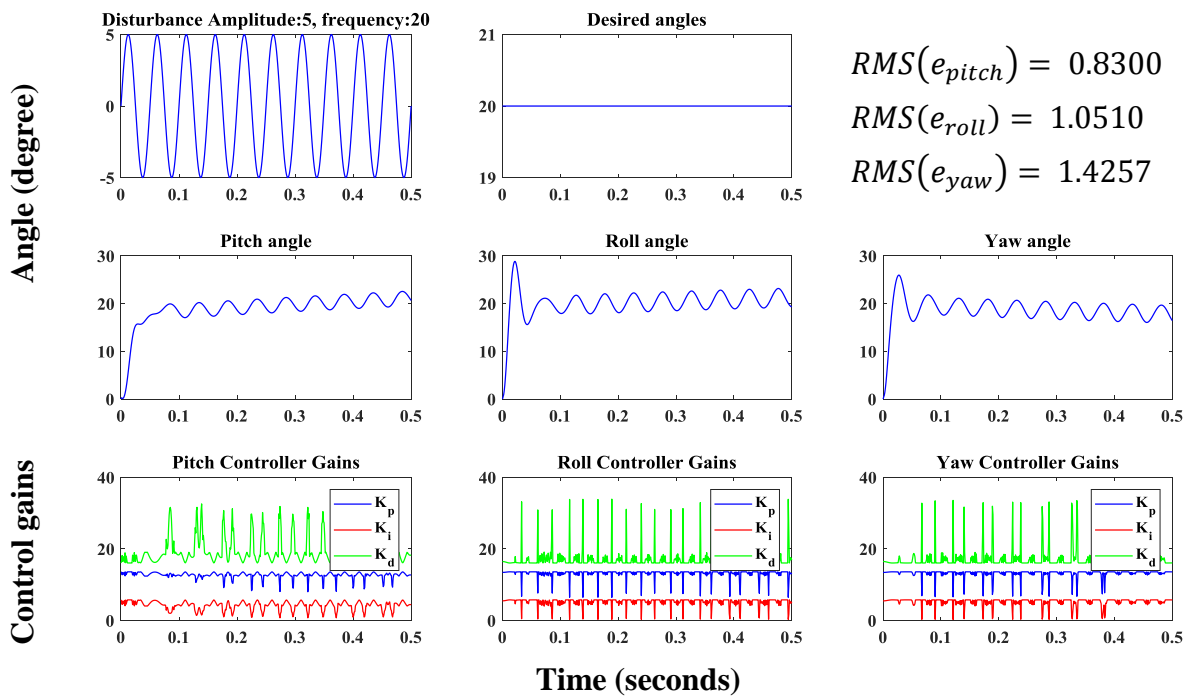 Disturbance Amplitude:5, frequency:20
5
0
-5
0 0.1 0.2 0.3 0.4 0.5
Desired angles
21
20
19
0 0.1 0.2 0.3 0.4 0.5
RMS(e_pitch) = 0.8300
RMS(e_roll) = 1.0510
RMS(e_yaw) = 1.4257
Angle (degree)
Pitch angle
30
20
10
0
0 0.1 0.2 0.3 0.4 0.5
Roll angle
30
20
10
0
0 0.1 0.2 0.3 0.4 0.5
Yaw angle
30
20
10
0
0 0.1 0.2 0.3 0.4 0.5
Control gains
Pitch Controller Gains
40
20
0
K_p
K_i
K_d
0 0.1 0.2 0.3 0.4 0.5
Roll Controller Gains
40
20
0
K_p
K_i
K_d
0 0.1 0.2 0.3 0.4 0.5
Yaw Controller Gains
40
20
0
K_p
K_i
K_d
0 0.1 0.2 0.3 0.4 0.5
Time (seconds)